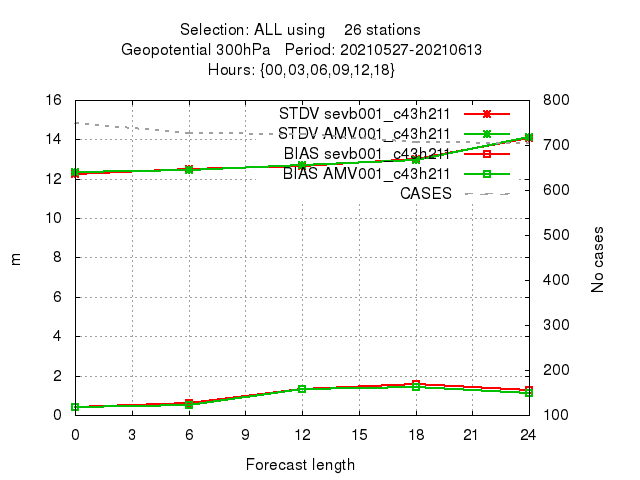 Selection: ALL using    26 stations
Geopotential 300hPa   Period: 20210527-20210613
Hours: {00,03,06,09,12,18}
STDV sevb001_c43h211
STDV AMV001_c43h211
BIAS sevb001_c43h211
BIAS AMV001_c43h211
CASES
16
14
12
10
8
6
4
2
0
m
800
700
600
500
400
300
200
100
No cases
0 3 6 9 12 15 18 21 24
Forecast length